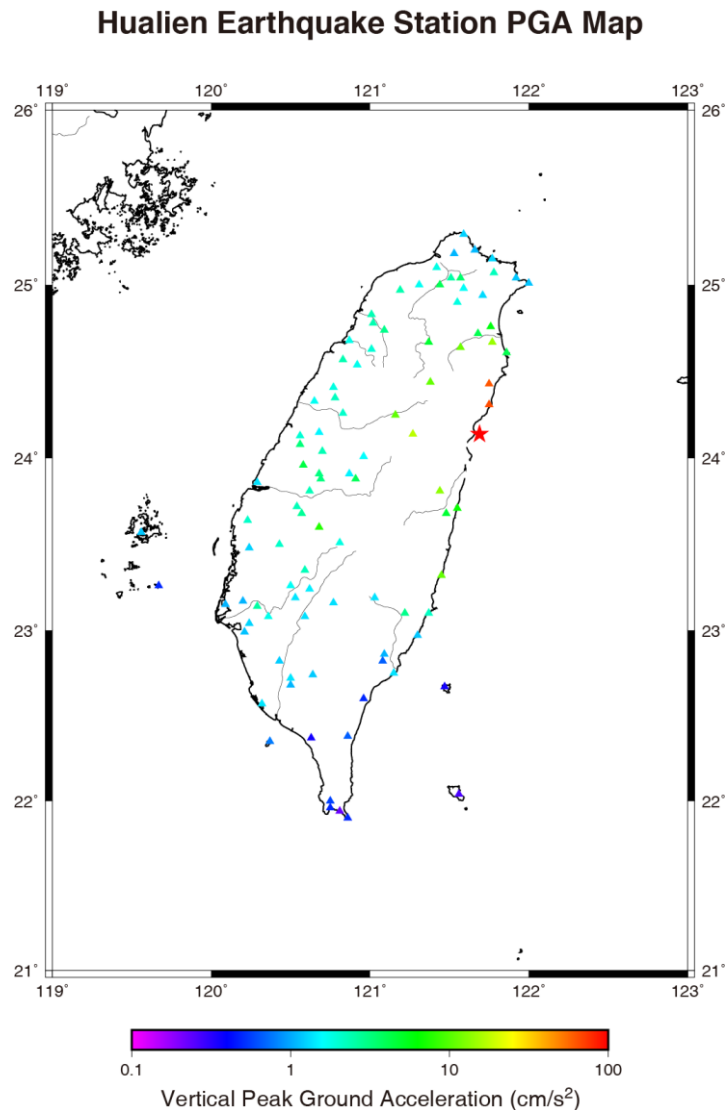 Hualien Earthquake Station PGA Map
119˚ 120˚ 121˚ 122˚ 123˚
26˚ 26˚
25˚ 25˚
24˚ 24˚
23˚ 23˚
22˚ 22˚
21˚ 21˚
119˚ 120˚ 121˚ 122˚ 123˚
0.1 1 10 100
Vertical Peak Ground Acceleration (cm/s²)